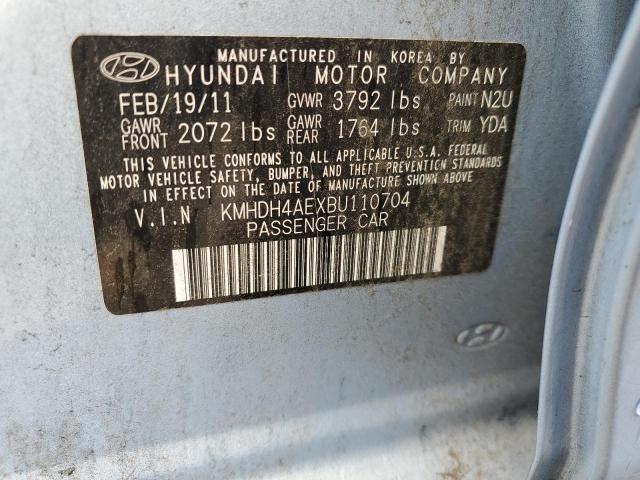 MANUFACTURED IN KOREA BY
HYUNDAI MOTOR COMPANY
FEB/19/11 GVWR 3792 lbs PAINT N2U
GAWR FRONT 2072 lbs GAWR REAR 1764 lbs TRIM YDA
THIS VEHICLE CONFORMS TO ALL APPLICABLE U.S.A. FEDERAL
MOTOR VEHICLE SAFETY, BUMPER, AND THEFT PREVENTION STANDARDS
IN EFFECT ON THE DATE OF MANUFACTURE SHOWN ABOVE.
V.I.N KMHDH4AEXBU110704
PASSENGER CAR